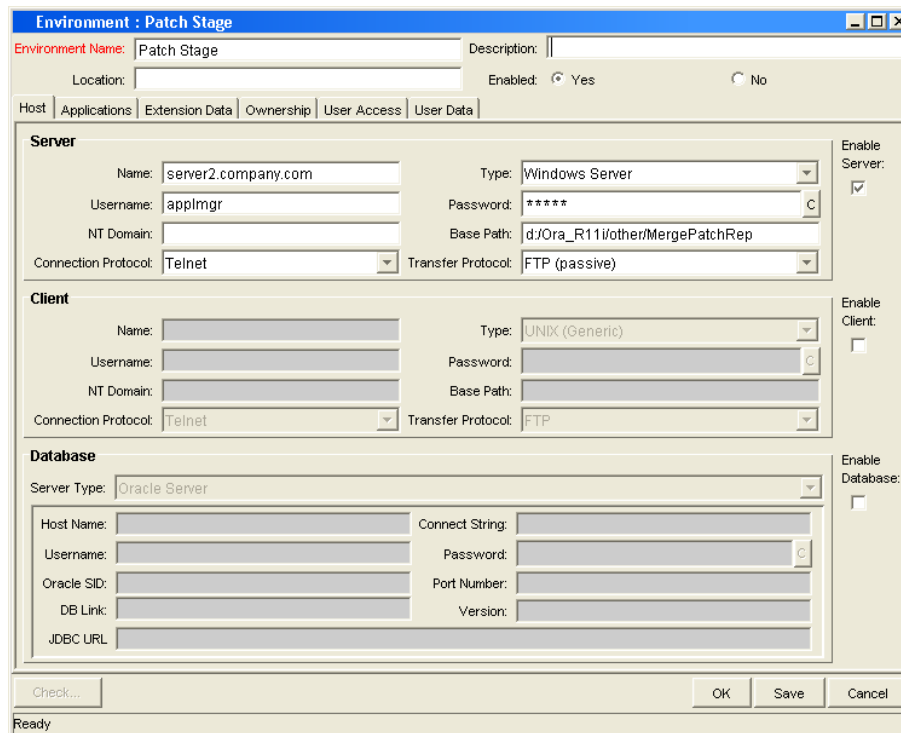 Environment : Patch Stage
Environment Name: Patch Stage Description:
Location: Enabled: Yes No
Host Applications Extension Data Ownership User Access User Data
Server Enable
Server:
Name: server2.company.com Type: Windows Server
Username: applmgr Password: ***** C
NT Domain: Base Path: d:/Ora_R11i/other/MergePatchRep
Connection Protocol: Telnet Transfer Protocol: FTP (passive)
Client Enable
Client:
Name: Type: UNIX (Generic)
Username: Password: C
NT Domain: Base Path:
Connection Protocol: Telnet Transfer Protocol: FTP
Database Enable
Database:
Server Type: Oracle Server
Host Name: Connect String:
Username: Password: C
Oracle SID: Port Number:
DB Link: Version:
JDBC URL
Check... OK Save Cancel
Ready